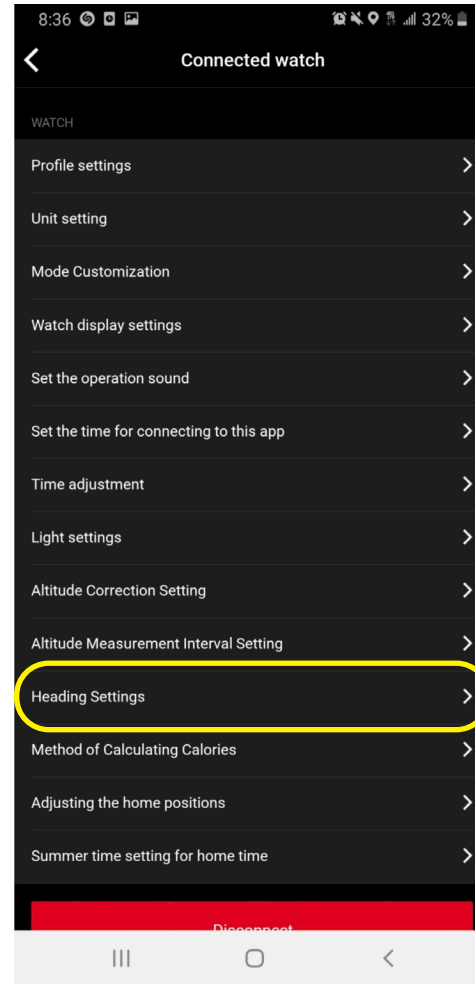 8:36 32%
Connected watch
WATCH
Profile settings
Unit setting
Mode Customization
Watch display settings
Set the operation sound
Set the time for connecting to this app
Time adjustment
Light settings
Altitude Correction Setting
Altitude Measurement Interval Setting
Heading Settings
Method of Calculating Calories
Adjusting the home positions
Summer time setting for home time
Disconnect